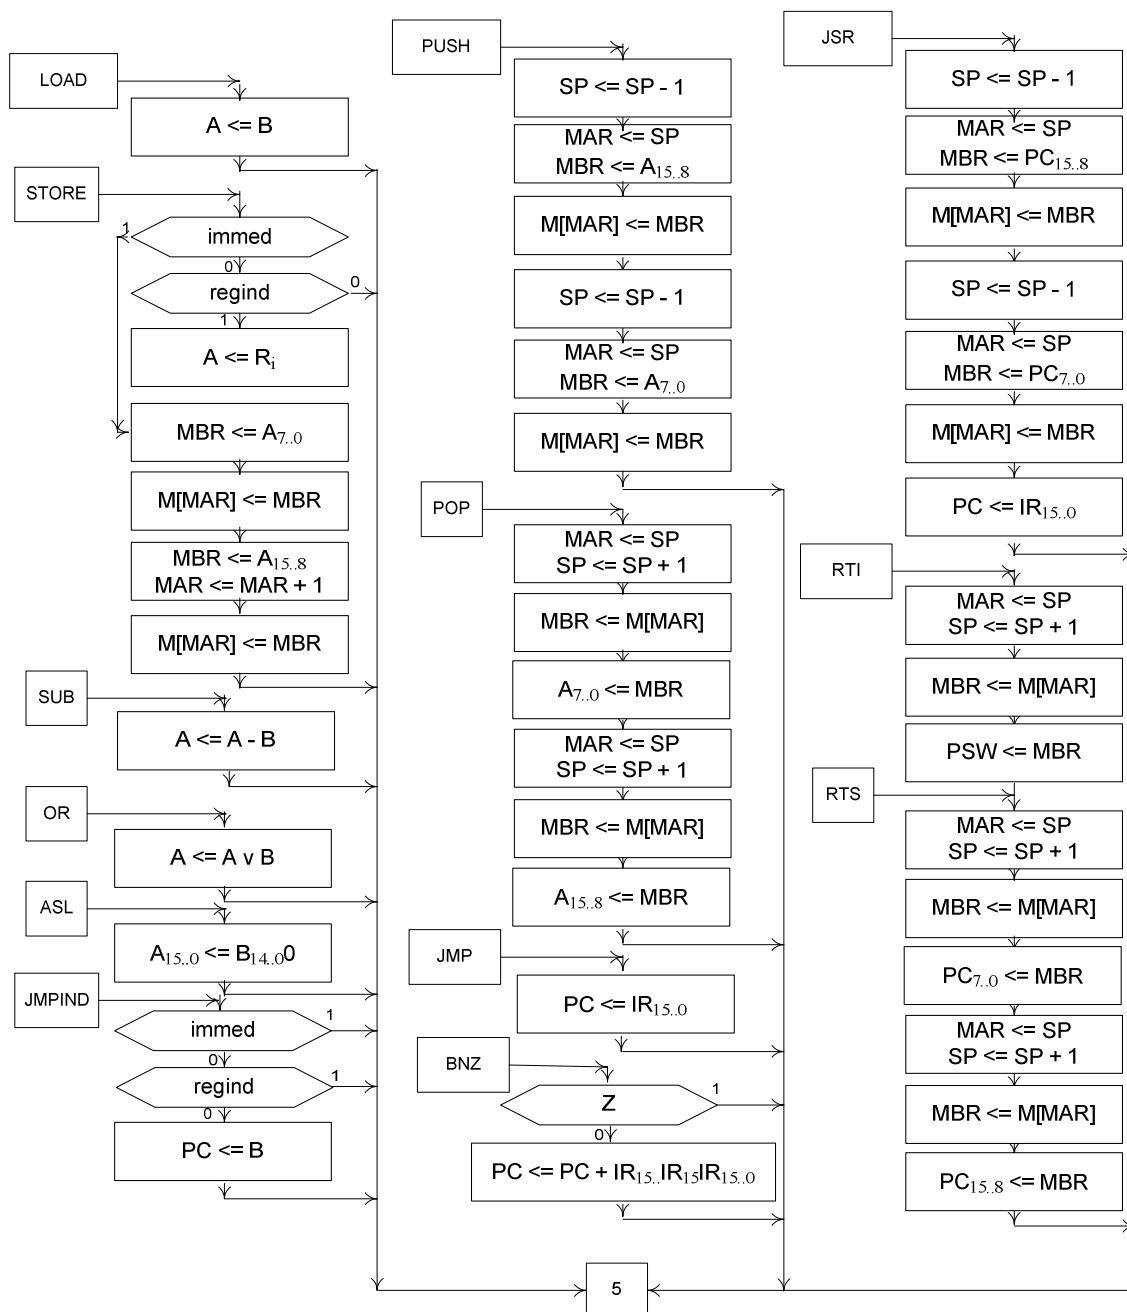 LOAD
A <= B
STORE
immed
1
0
regind
0
1
A <= Ri
MBR <= A7..0
M[MAR] <= MBR
MBR <= A15..8
MAR <= MAR + 1
M[MAR] <= MBR
SUB
A <= A - B
OR
A <= A v B
ASL
A15..0 <= B14..00
JMPIND
immed
1
0
regind
1
0
PC <= B
PUSH
SP <= SP - 1
MAR <= SP
MBR <= A15..8
M[MAR] <= MBR
SP <= SP - 1
MAR <= SP
MBR <= A7..0
M[MAR] <= MBR
POP
MAR <= SP
SP <= SP + 1
MBR <= M[MAR]
A7..0 <= MBR
MAR <= SP
SP <= SP + 1
MBR <= M[MAR]
A15..8 <= MBR
JMP
PC <= IR15..0
BNZ
Z
1
0
PC <= PC + IR15..IR15IR15..0
5
JSR
SP <= SP - 1
MAR <= SP
MBR <= PC15..8
M[MAR] <= MBR
SP <= SP - 1
MAR <= SP
MBR <= PC7..0
M[MAR] <= MBR
PC <= IR15..0
RTI
MAR <= SP
SP <= SP + 1
MBR <= M[MAR]
PSW <= MBR
RTS
MAR <= SP
SP <= SP + 1
MBR <= M[MAR]
PC7..0 <= MBR
MAR <= SP
SP <= SP + 1
MBR <= M[MAR]
PC15..8 <= MBR